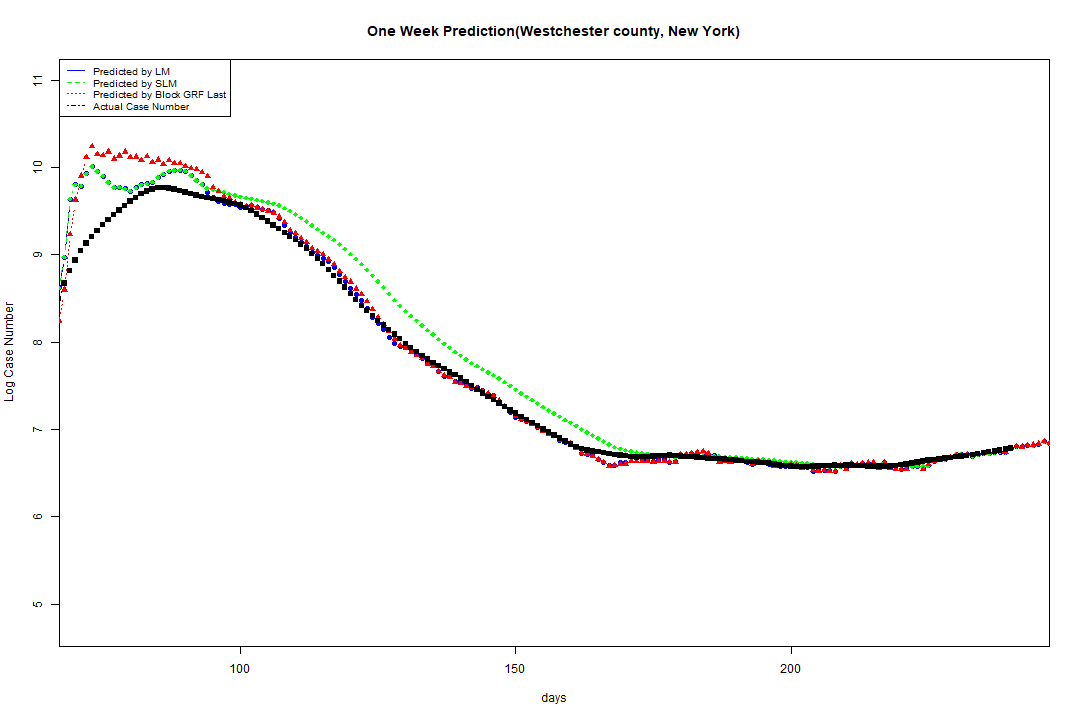 One Week Prediction(Westchester county, New York)
Predicted by LM
Predicted by SLM
Predicted by Block GRF Last
Actual Case Number
11
10
9
8
7
6
5
Log Case Number
100
150
200
days